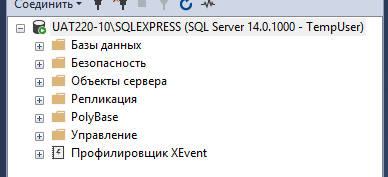 Соединить
UAT220-10\SQLEXPRESS (SQL Server 14.0.1000 - TempUser)
Базы данных
Безопасность
Объекты сервера
Репликация
PolyBase
Управление
Профилировщик XEvent